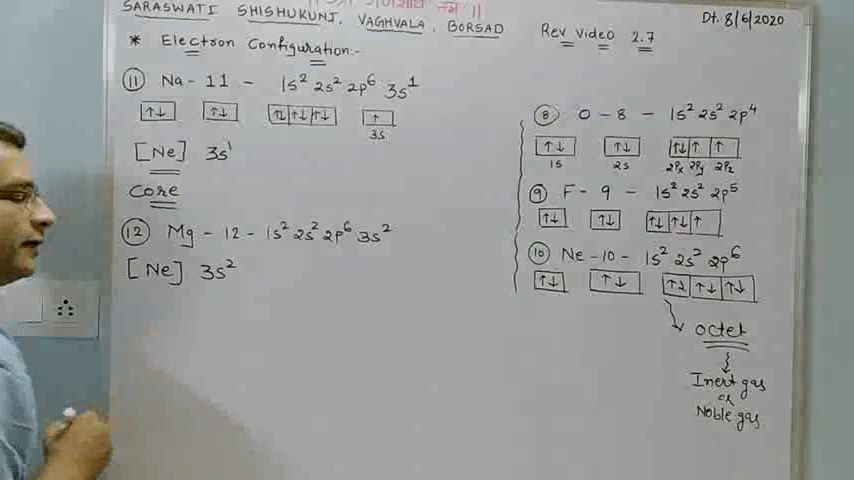 SARASWATI SHISHUKUNJ, VAGHVALA, BORSAD
Dt. 8/6/2020
* Electron Configuration:-
Rev Video 2.7
(11) Na - 11 - 1s² 2s² 2p⁶ 3s¹
↑↓ ↑↓ ↑↓ ↑↓ ↑↓ ↑
3s
[Ne] 3s¹
Core
(12) Mg - 12 - 1s² 2s² 2p⁶ 3s²
[Ne] 3s²
(8) O - 8 - 1s² 2s² 2p⁴
↑↓ ↑↓ ↑↓ ↑ ↑
1s 2s 2Px 2Py 2Pz
(9) F - 9 - 1s² 2s² 2p⁵
↑↓ ↑↓ ↑↓ ↑↓ ↑
(10) Ne - 10 - 1s² 2s² 2p⁶
↑↓ ↑↓ ↑↓ ↑↓ ↑↓
octet
Inert gas
or
Noble gas